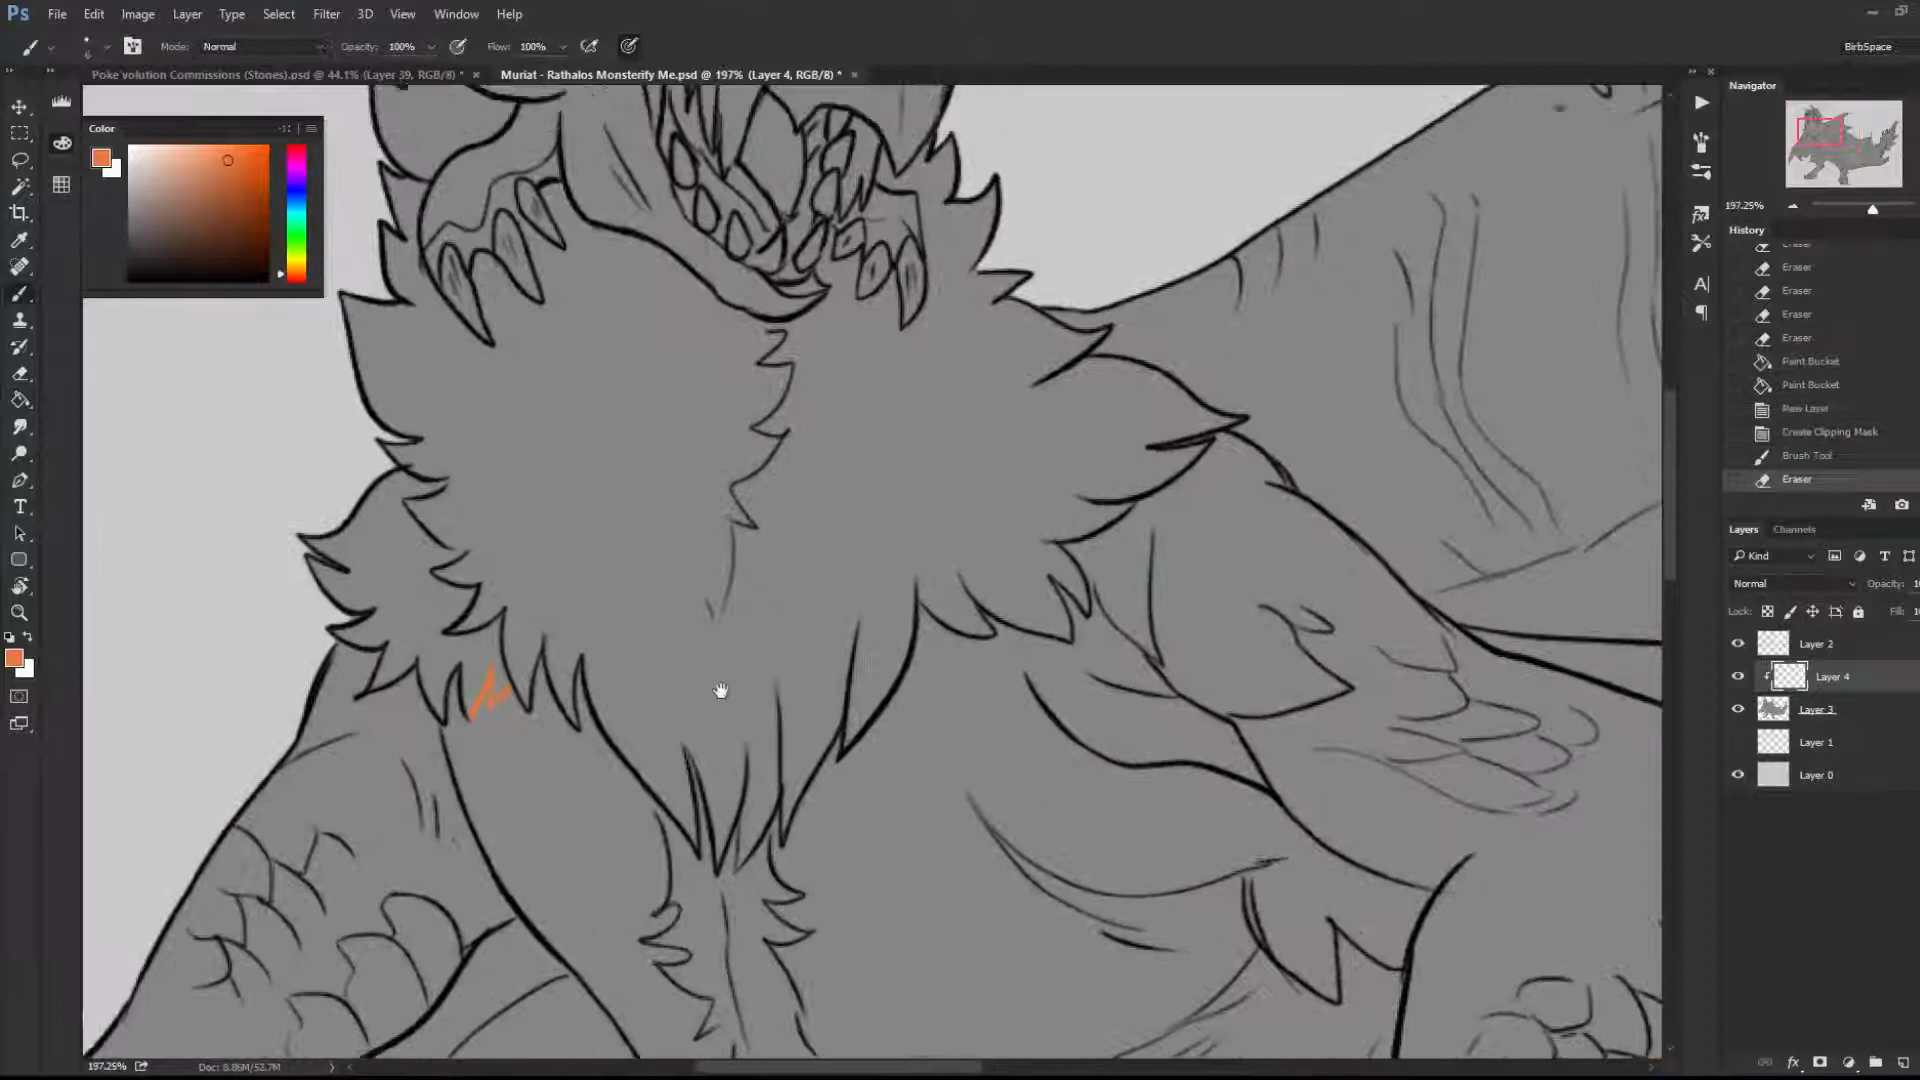 Ps File Edit Image Layer Type Select Filter 3D View Window Help
Mode: Normal Opacity: 100% Flow: 100% BirbSpace
Poke volution Commissions (Stones).psd @ 44.1% (Layer 39, RGB/8) * × Muriat - Rathalos Monsterify Me.psd @ 197% (Layer 4, RGB/8) * ×
Navigator
Color
197.25%
History
Eraser
Eraser
Eraser
Eraser
Eraser
Paint Bucket
Paint Bucket
New Layer
Create Clipping Mask
Brush Tool
Eraser
Layers Channels
Kind
Normal Opacity:
Lock: Fill:
Layer 2
Layer 4
Layer 3
Layer 1
Layer 0
197.25% Doc: 8.86M/53.7M